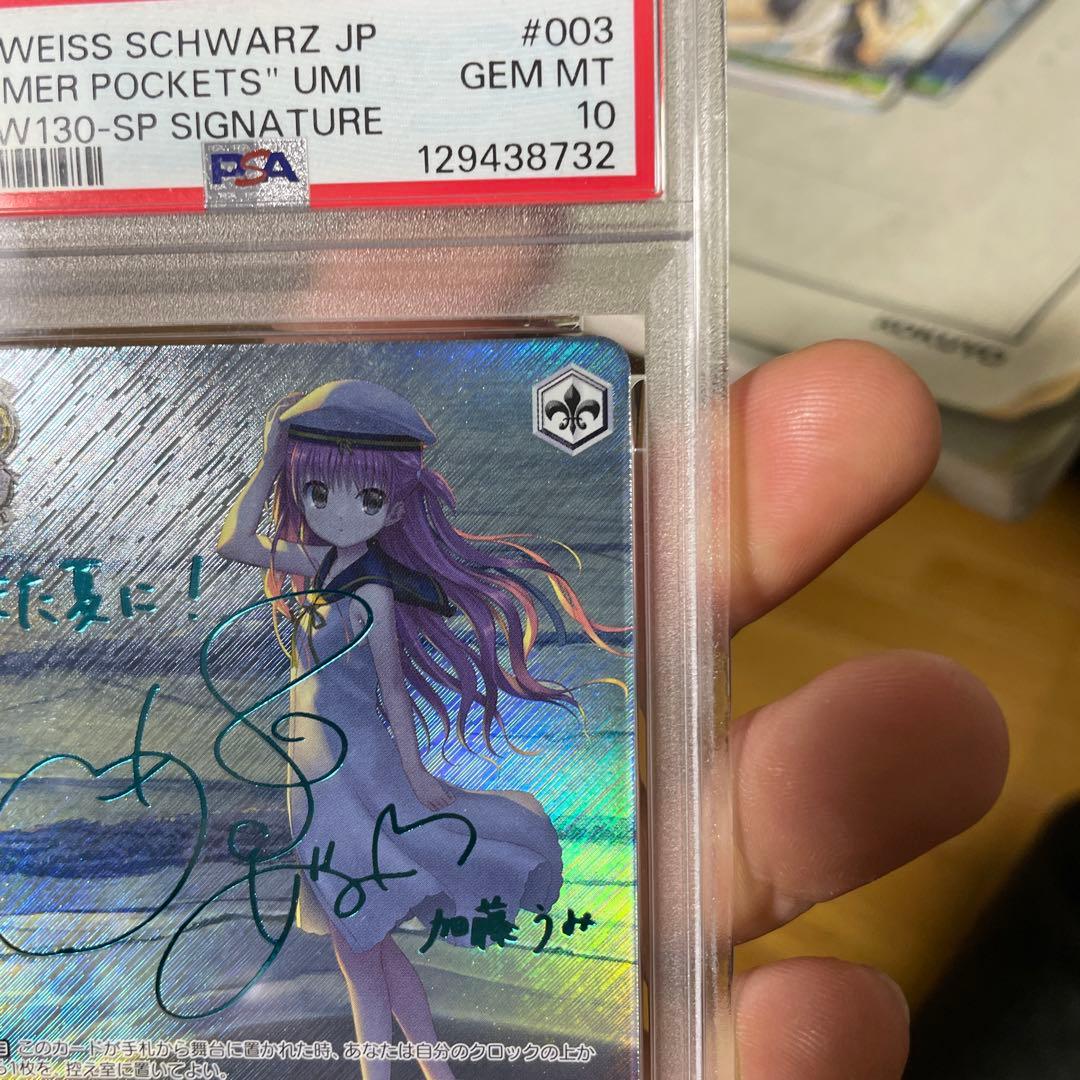 WEISS SCHWARZ JP #003
MER POCKETS" UMI GEM MT
W130-SP SIGNATURE 10
PSA 129438732
また夏に!
加藤うみ
このカードが手札から舞台に置かれた時、あなたは自分のクロックの上か
ら1枚を、控え室に置いてよい。